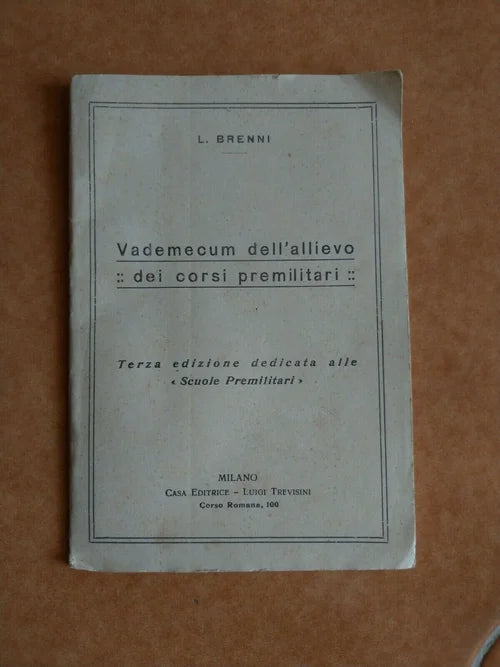 L. BRENNI
Vademecum dell'allievo
:: dei corsi premilitari ::
Terza edizione dedicata alle
« Scuole Premilitari »
MILANO
CASA EDITRICE – LUIGI TREVISINI
Corso Romana, 100